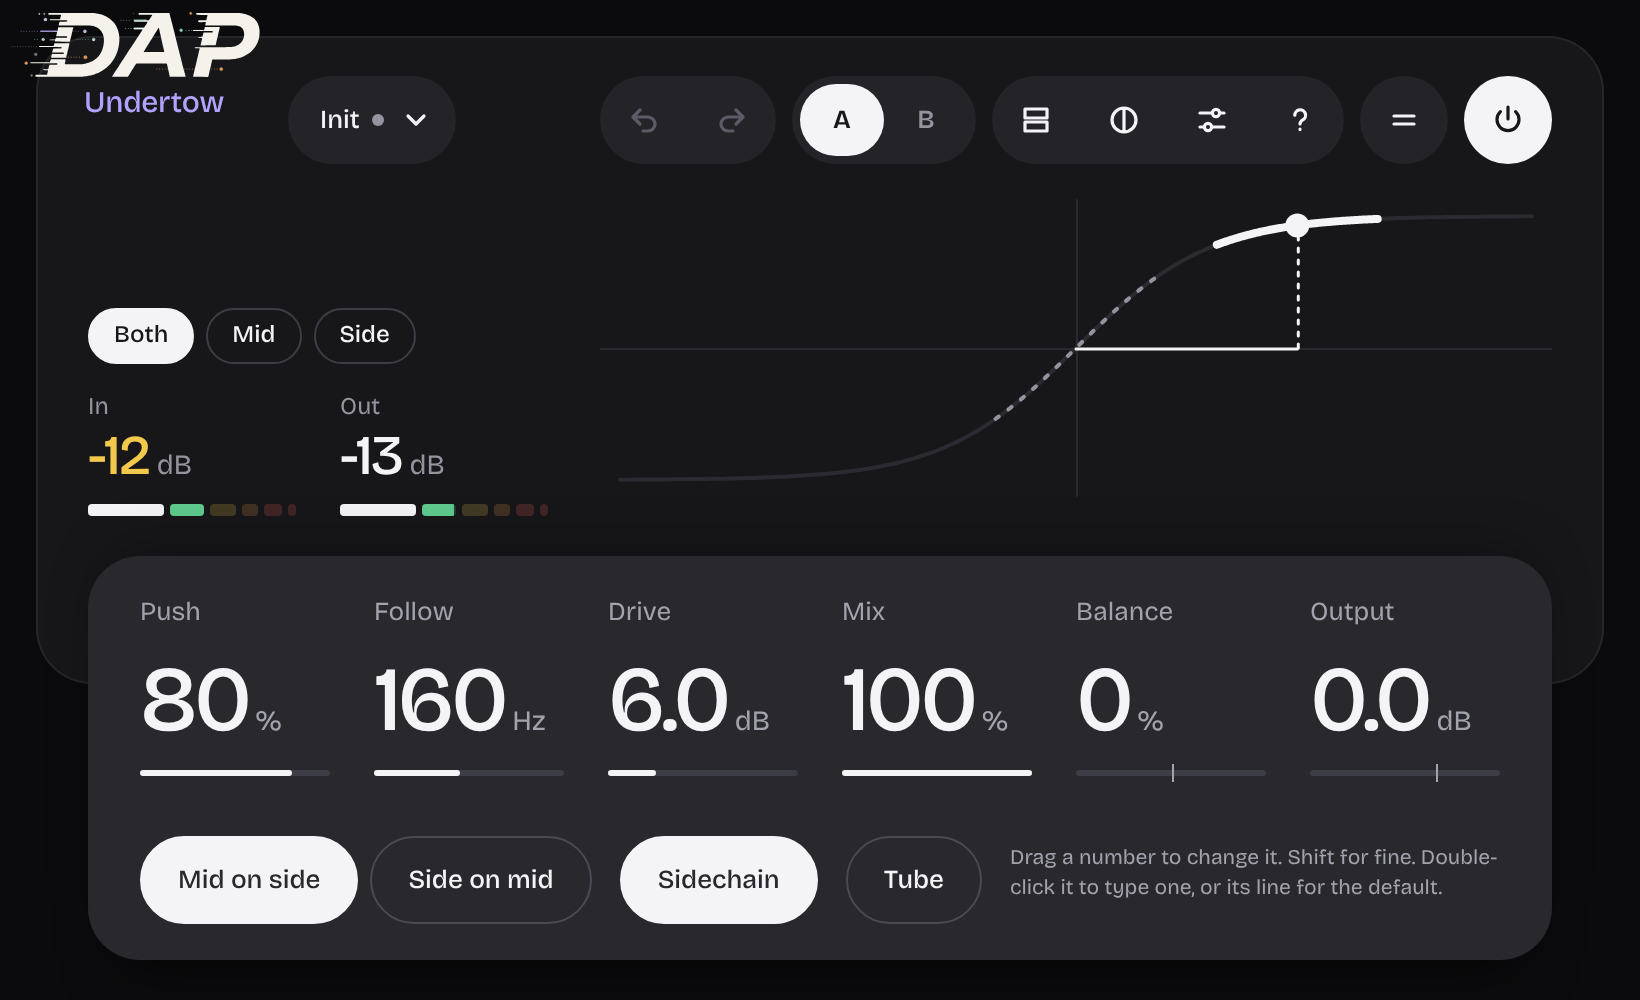 DAP
Undertow
Init
A
B
?
Both
Mid
Side
In
Out
-12 dB
-13 dB
Push
Follow
Drive
Mix
Balance
Output
80 %
160 Hz
6.0 dB
100 %
0 %
0.0 dB
Mid on side
Side on mid
Sidechain
Tube
Drag a number to change it. Shift for fine. Double-
click it to type one, or its line for the default.